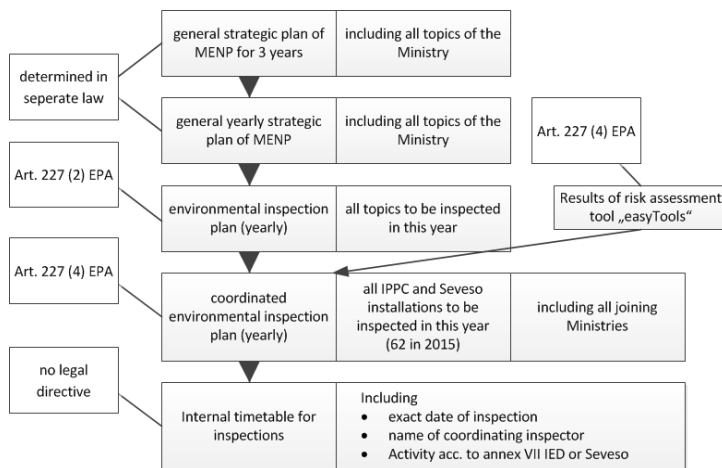 general strategic plan of
MENP for 3 years
including all topics of the
Ministry
determined in
seperate law
general yearly strategic
plan of MENP
including all topics of the
Ministry
Art. 227 (4) EPA
Art. 227 (2) EPA
environmental inspection
plan (yearly)
all topics to be inspected
in this year
Results of risk assessment
tool „easyTools“
Art. 227 (4) EPA
coordinated
environmental inspection
plan (yearly)
all IPPC and Seveso
installations to be
inspected in this year
(62 in 2015)
including all joining
Ministries
no legal
directive
Internal timetable for
inspections
Including
• exact date of inspection
• name of coordinating inspector
• Activity acc. to annex VII IED or Seveso